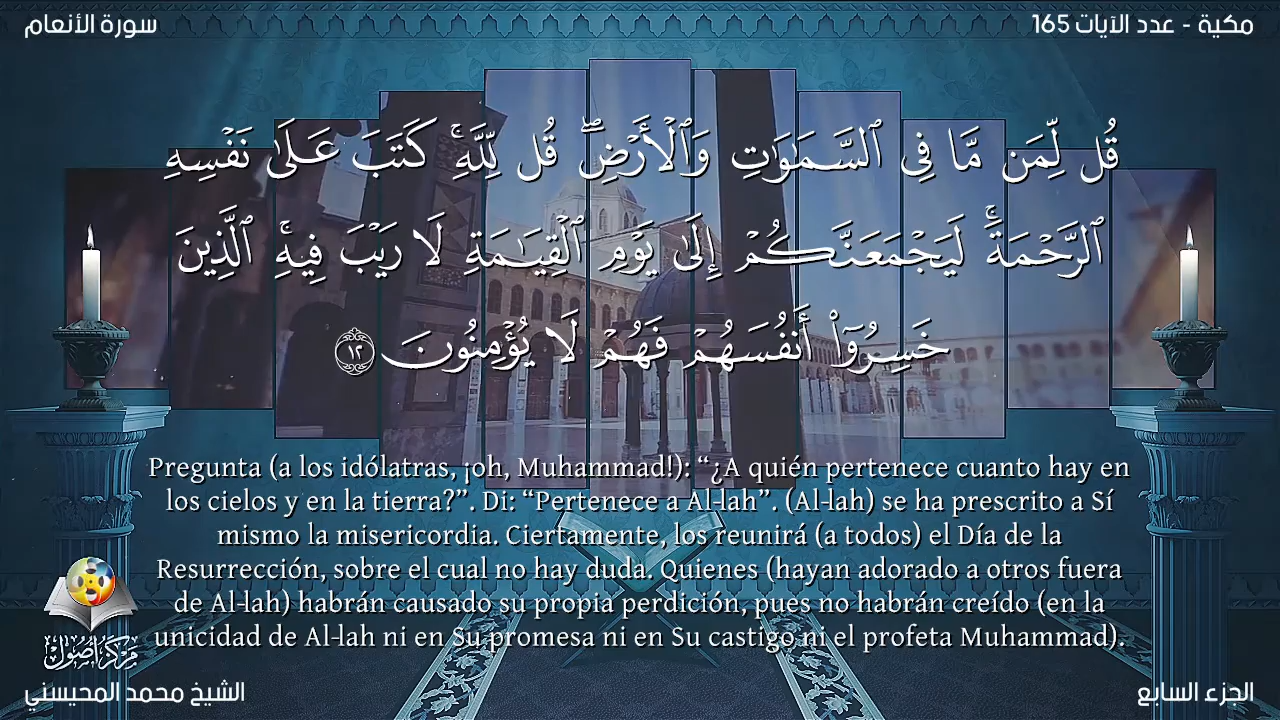 مكية - عدد الآيات 165
سورة الأنعام
قُل لِّمَن مَّا فِى ٱلسَّمَٰوَٰتِ وَٱلْأَرْضِ ۖ قُل لِّلَّهِ ۚ كَتَبَ عَلَىٰ نَفْسِهِ
ٱلرَّحْمَةَ ۚ لَيَجْمَعَنَّكُمْ إِلَىٰ يَوْمِ ٱلْقِيَٰمَةِ لَا رَيْبَ فِيهِ ۚ ٱلَّذِينَ
خَسِرُوٓا۟ أَنفُسَهُمْ فَهُمْ لَا يُؤْمِنُونَ ١٢
Pregunta (a los idólatras, ¡oh, Muhammad!): “¿A quién pertenece cuanto hay en
los cielos y en la tierra?”. Di: “Pertenece a Al-lah”. (Al-lah) se ha prescrito a Sí
mismo la misericordia. Ciertamente, los reunirá (a todos) el Día de la
Resurrección, sobre el cual no hay duda. Quienes (hayan adorado a otros fuera
de Al-lah) habrán causado su propia perdición, pues no habrán creído (en la
unicidad de Al-lah ni en Su promesa ni en Su castigo ni el profeta Muhammad).
مركز أصول
الجزء السابع
الشيخ محمد المحيسني